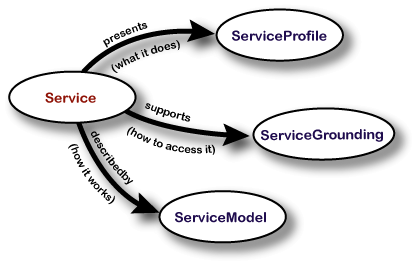 presents
(what it does)
ServiceProfile
Service
supports
(how to access it)
ServiceGrounding
describedby
(how it works)
ServiceModel